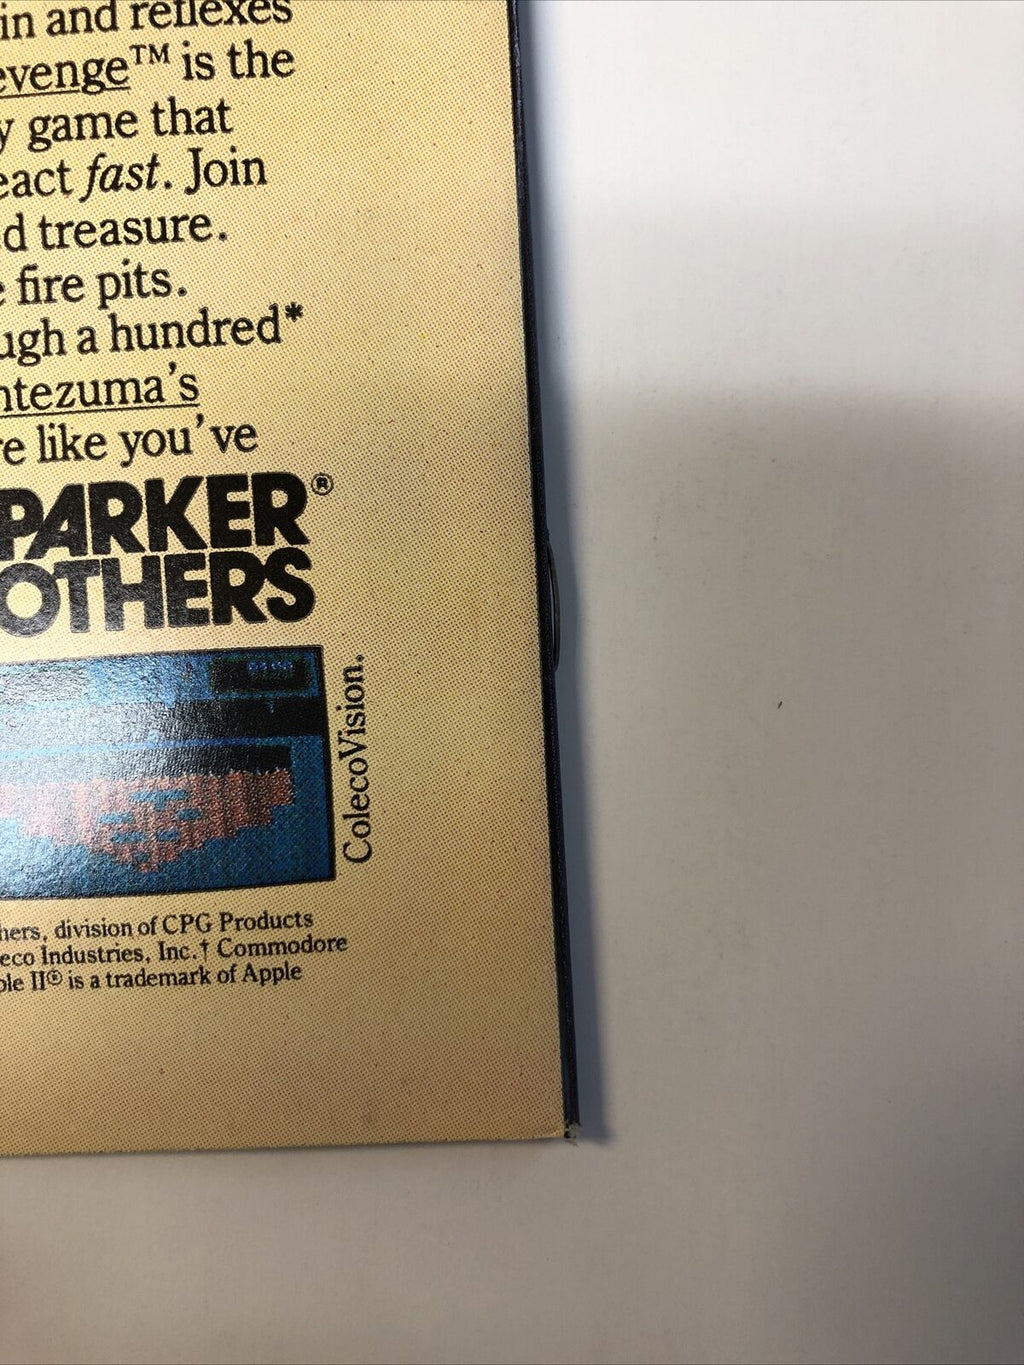 in and reflexes
evenge™ is the
y game that
eact fast. Join
d treasure.
e fire pits.
ugh a hundred*
ntezuma's
re like you've
PARKER®
OTHERS
ColecoVision.
hers, division of CPG Products
eco Industries, Inc.† Commodore
ple II® is a trademark of Apple